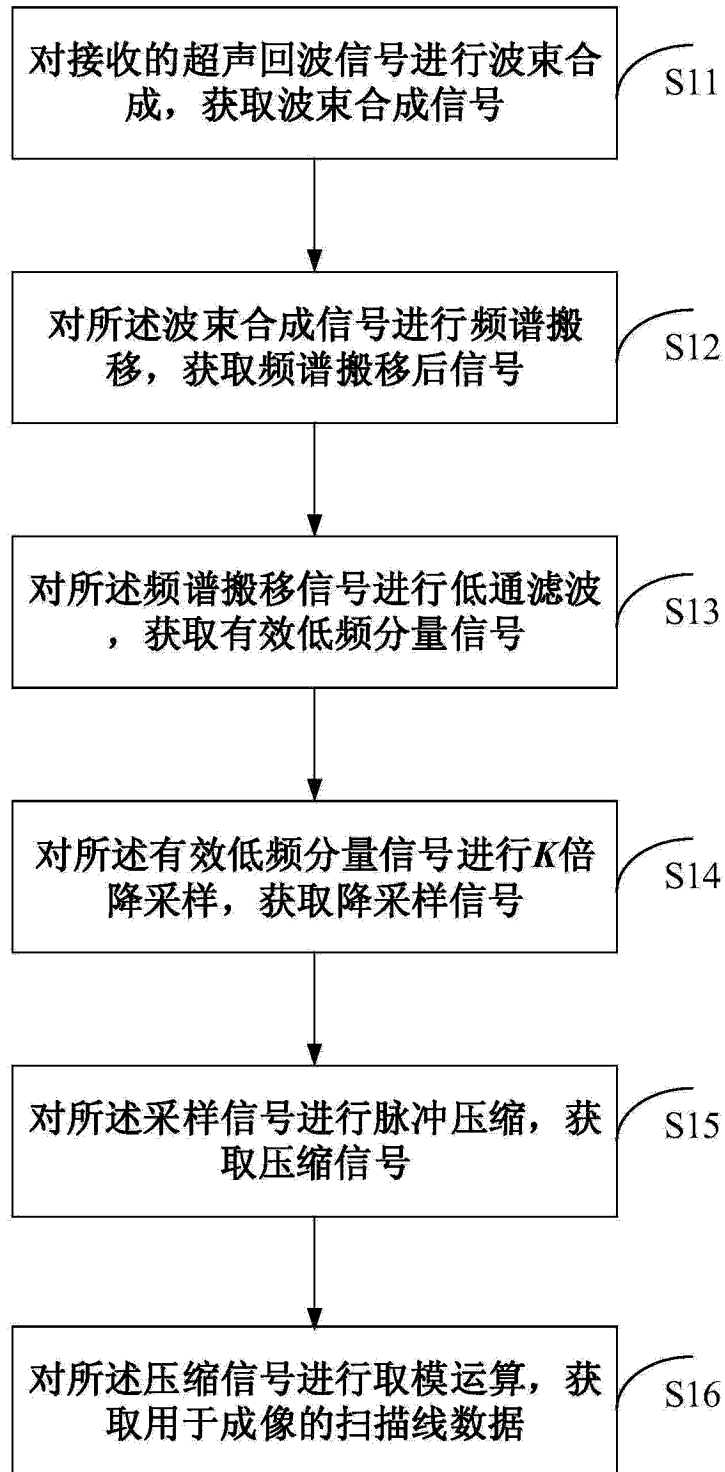 对接收的超声回波信号进行波束合
成，获取波束合成信号
S11
对所述波束合成信号进行频谱搬
移，获取频谱搬移后信号
S12
对所述频谱搬移信号进行低通滤波
，获取有效低频分量信号
S13
对所述有效低频分量信号进行K倍
降采样，获取降采样信号
S14
对所述采样信号进行脉冲压缩，获
取压缩信号
S15
对所述压缩信号进行取模运算，获
取用于成像的扫描线数据
S16